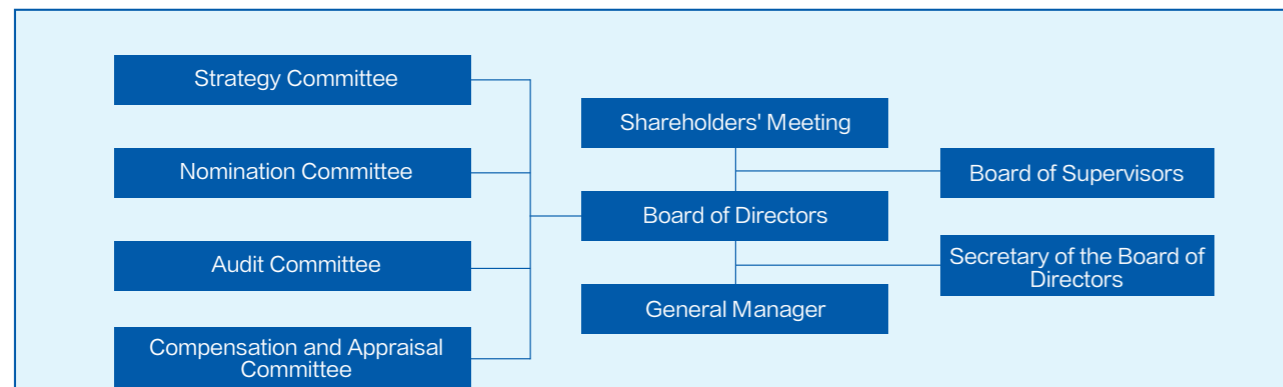 Strategy Committee
Nomination Committee
Audit Committee
Compensation and Appraisal
Committee
Shareholders' Meeting
Board of Directors
General Manager
Board of Supervisors
Secretary of the Board of
Directors